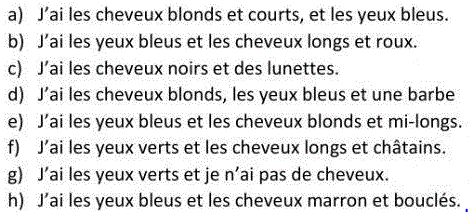 a) J'ai les cheveux blonds et courts, et les yeux bleus.
b) J'ai les yeux bleus et les cheveux longs et roux.
c) J'ai les cheveux noirs et des lunettes.
d) J'ai les cheveux blonds, les yeux bleus et une barbe
e) J'ai les yeux bleus et les cheveux blonds et mi-longs.
f) J'ai les yeux verts et les cheveux longs et châtains.
g) J'ai les yeux verts et je n'ai pas de cheveux.
h) J'ai les yeux bleus et les cheveux marron et bouclés.